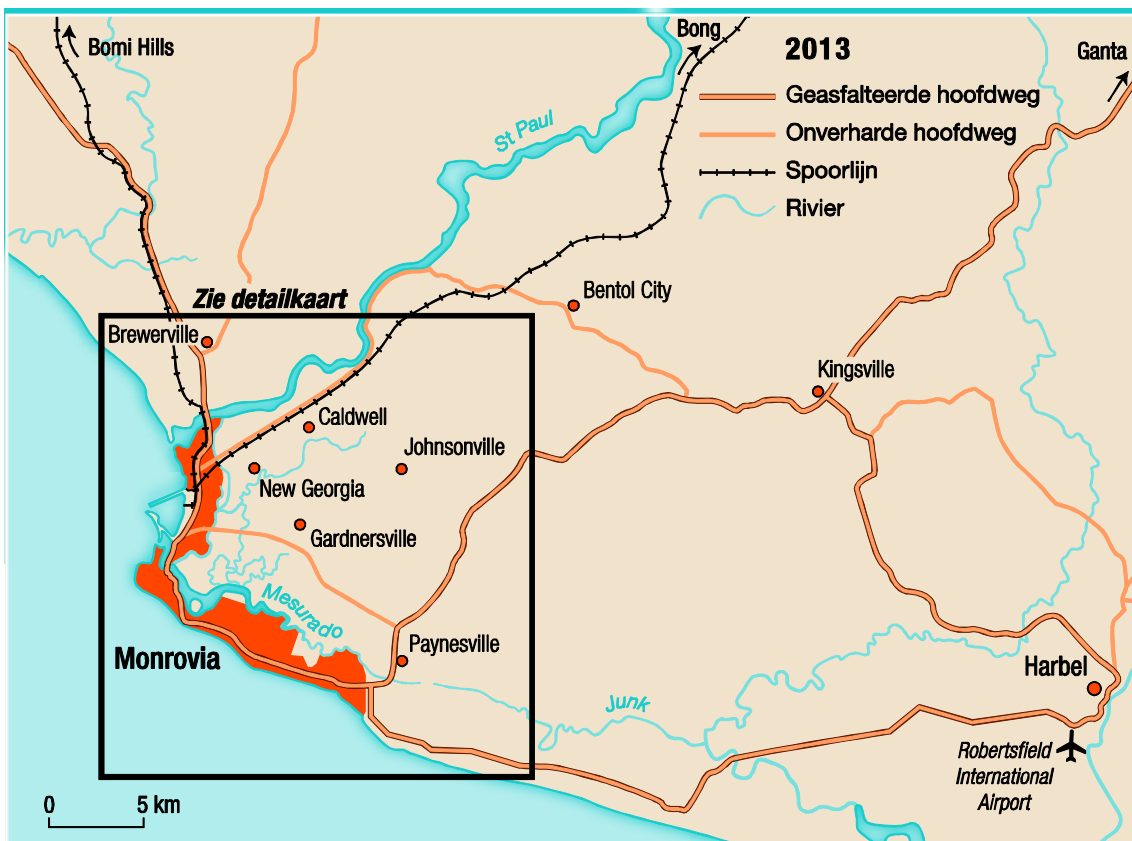 Bomi Hills
Bong
2013
Ganta
Geasfalteerde hoofdweg
Onverharde hoofdweg
Spoorlijn
Rivier
St Paul
Zie detailkaart
Bentol City
Brewerville
Kingsville
Caldwell
Johnsonville
New Georgia
Gardnersville
Mesurado
Monrovia
Paynesville
Harbel
Junk
Robertsfield
International
Airport
0 5 km